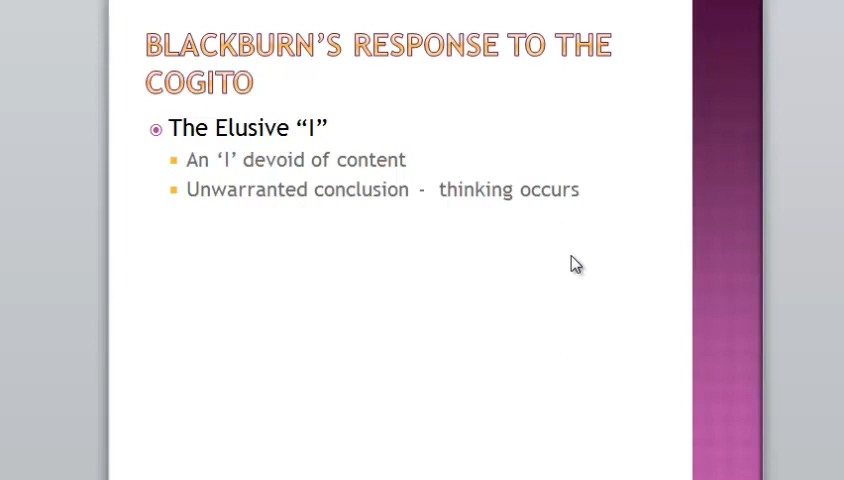 BLACKBURN'S RESPONSE TO THE
COGITO
The Elusive “I”
An ‘I’ devoid of content
Unwarranted conclusion - thinking occurs